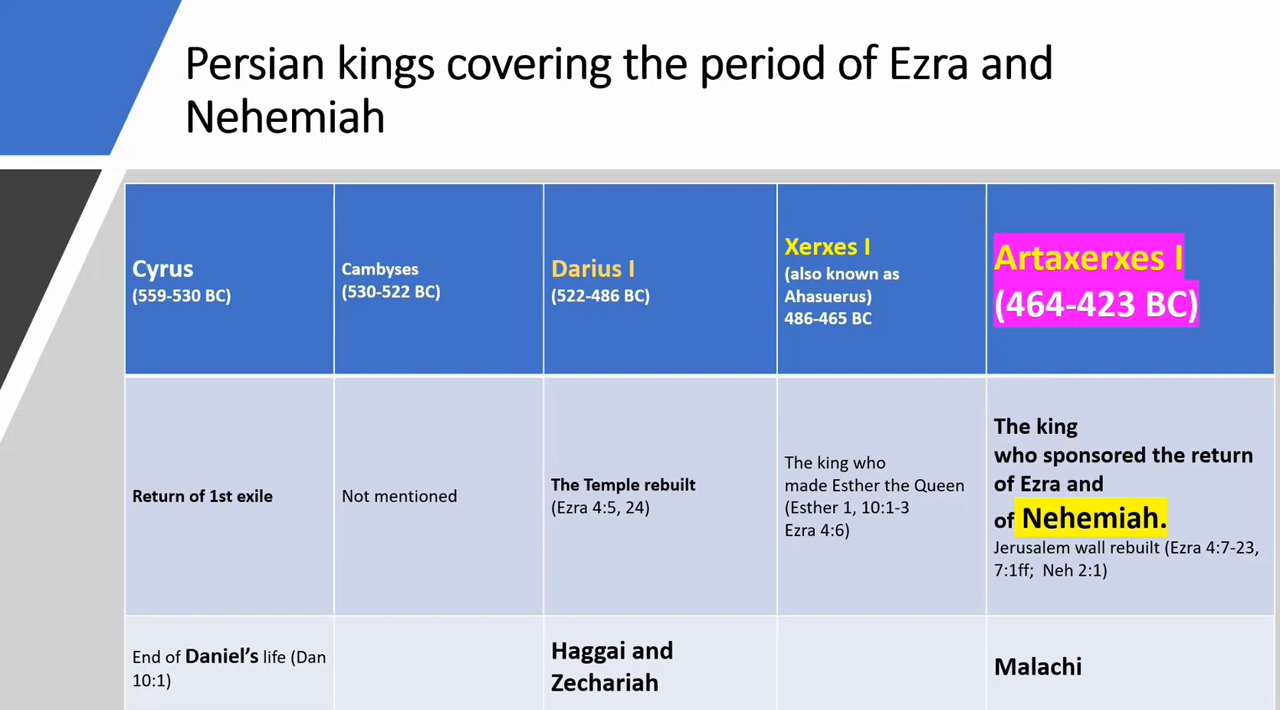 Persian kings covering the period of Ezra and
Nehemiah
Cyrus
(559-530 BC)
Cambyses
(530-522 BC)
Darius I
(522-486 BC)
Xerxes I
(also known as
Ahasuerus)
486-465 BC
Artaxerxes I
(464-423 BC)
Return of 1st exile
Not mentioned
The Temple rebuilt
(Ezra 4:5, 24)
The king who
made Esther the Queen
(Esther 1, 10:1-3
Ezra 4:6)
The king
who sponsored the return
of Ezra and
of Nehemiah.
Jerusalem wall rebuilt (Ezra 4:7-23,
7:1ff;  Neh 2:1)
End of Daniel's life (Dan
10:1)
Haggai and
Zechariah
Malachi